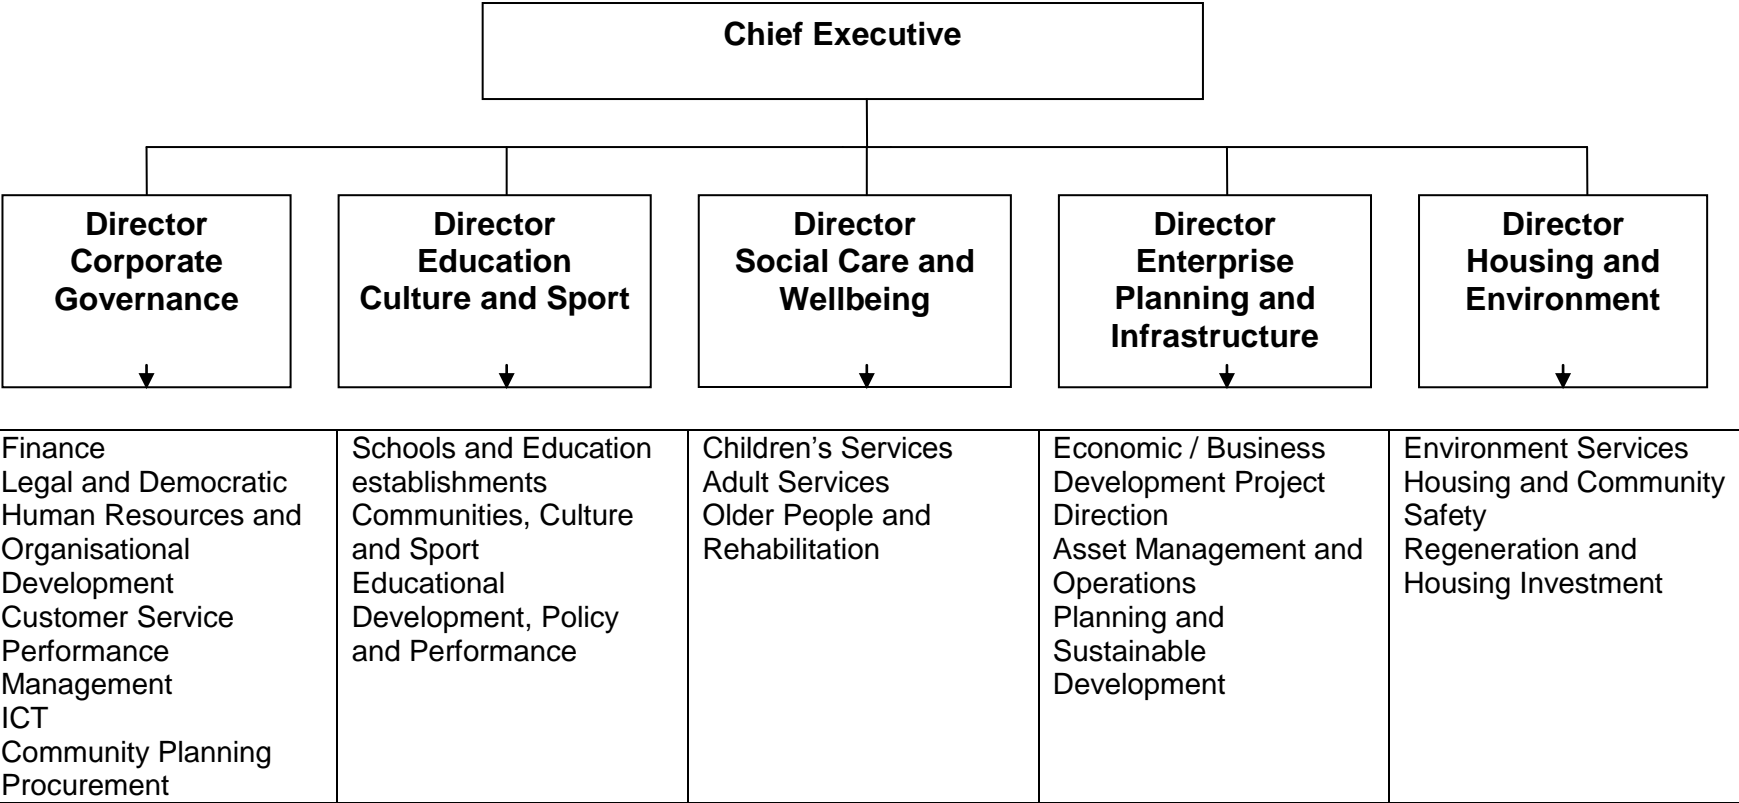 Chief Executive
Director
Corporate
Governance
Director
Education
Culture and Sport
Director
Social Care and
Wellbeing
Director
Enterprise
Planning and
Infrastructure
Director
Housing and
Environment
Finance
Legal and Democratic
Human Resources and
Organisational
Development
Customer Service
Performance
Management
ICT
Community Planning
Procurement
Schools and Education
establishments
Communities, Culture
and Sport
Educational
Development, Policy
and Performance
Children’s Services
Adult Services
Older People and
Rehabilitation
Economic / Business
Development Project
Direction
Asset Management and
Operations
Planning and
Sustainable
Development
Environment Services
Housing and Community
Safety
Regeneration and
Housing Investment